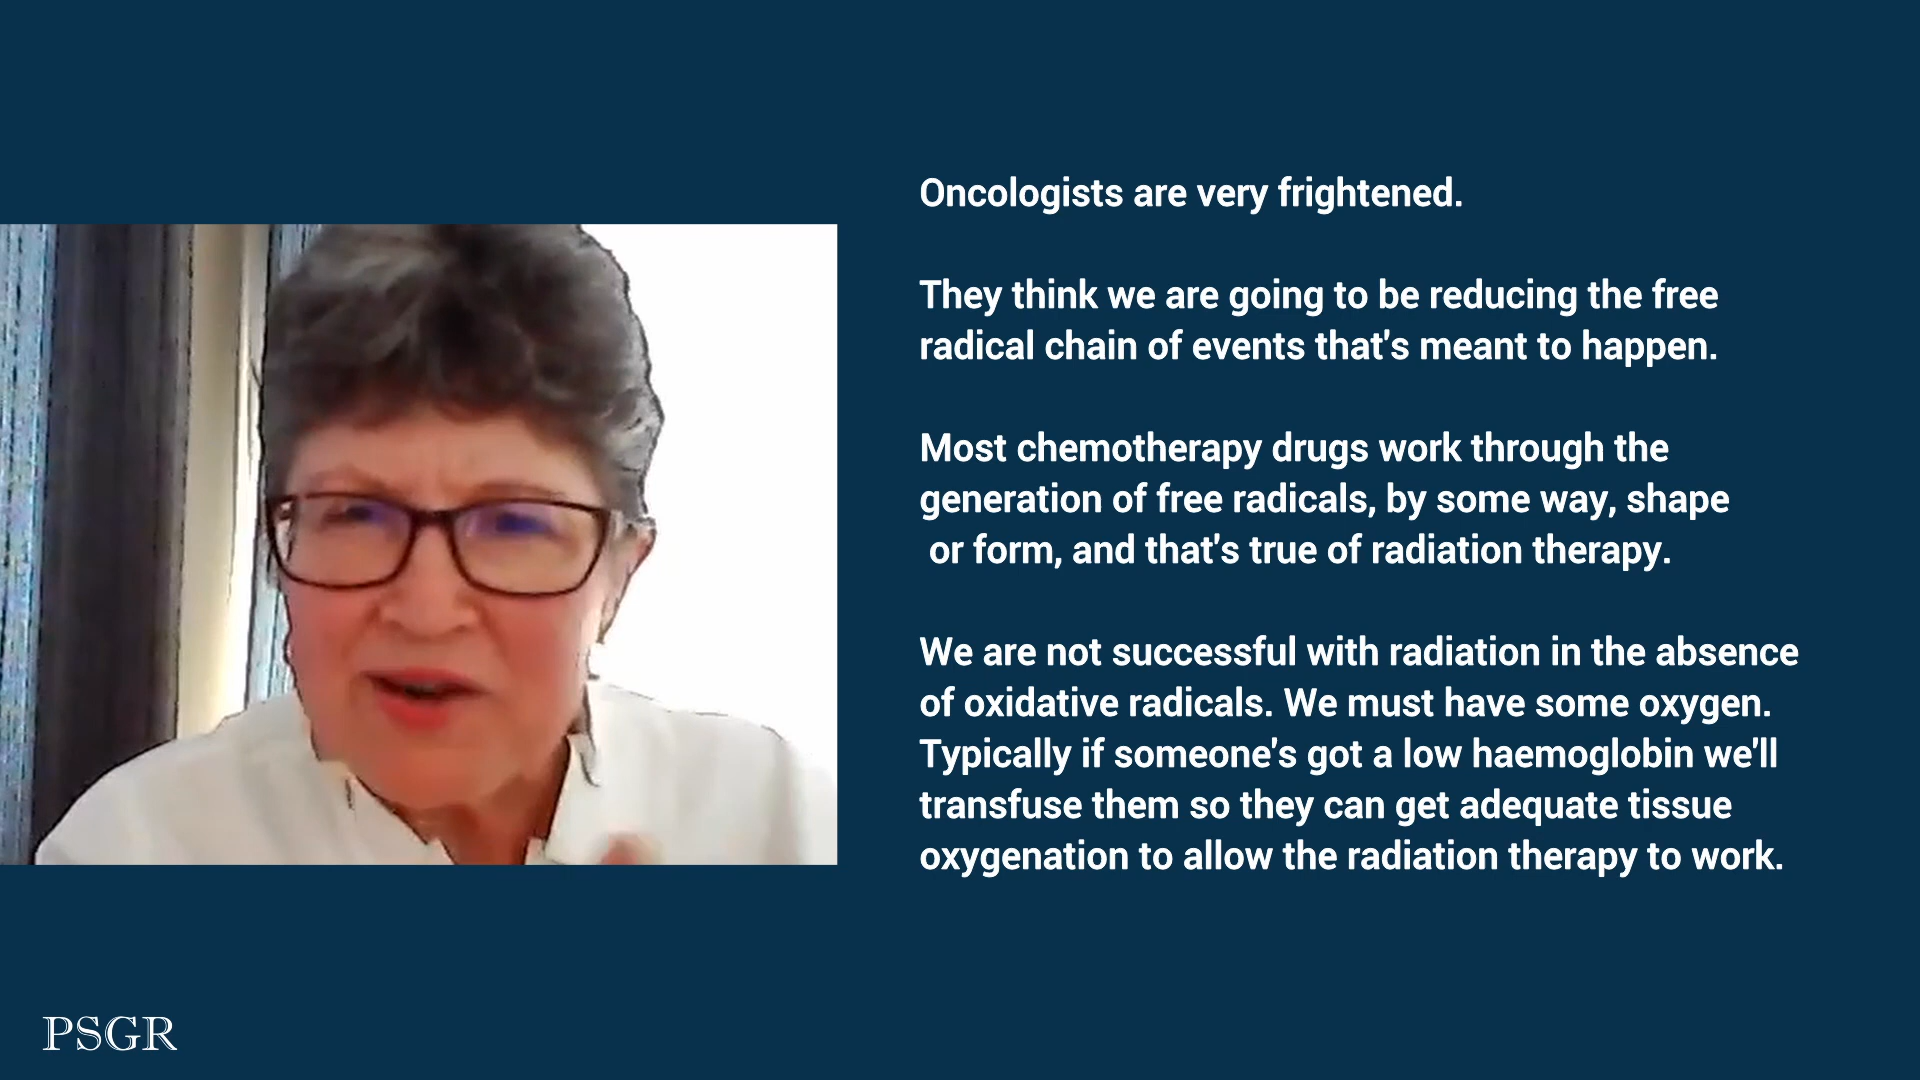 Oncologists are very frightened.
They think we are going to be reducing the free
radical chain of events that's meant to happen.
Most chemotherapy drugs work through the
generation of free radicals, by some way, shape
or form, and that's true of radiation therapy.
We are not successful with radiation in the absence
of oxidative radicals. We must have some oxygen.
Typically if someone's got a low haemoglobin we'll
transfuse them so they can get adequate tissue
oxygenation to allow the radiation therapy to work.
PSGR